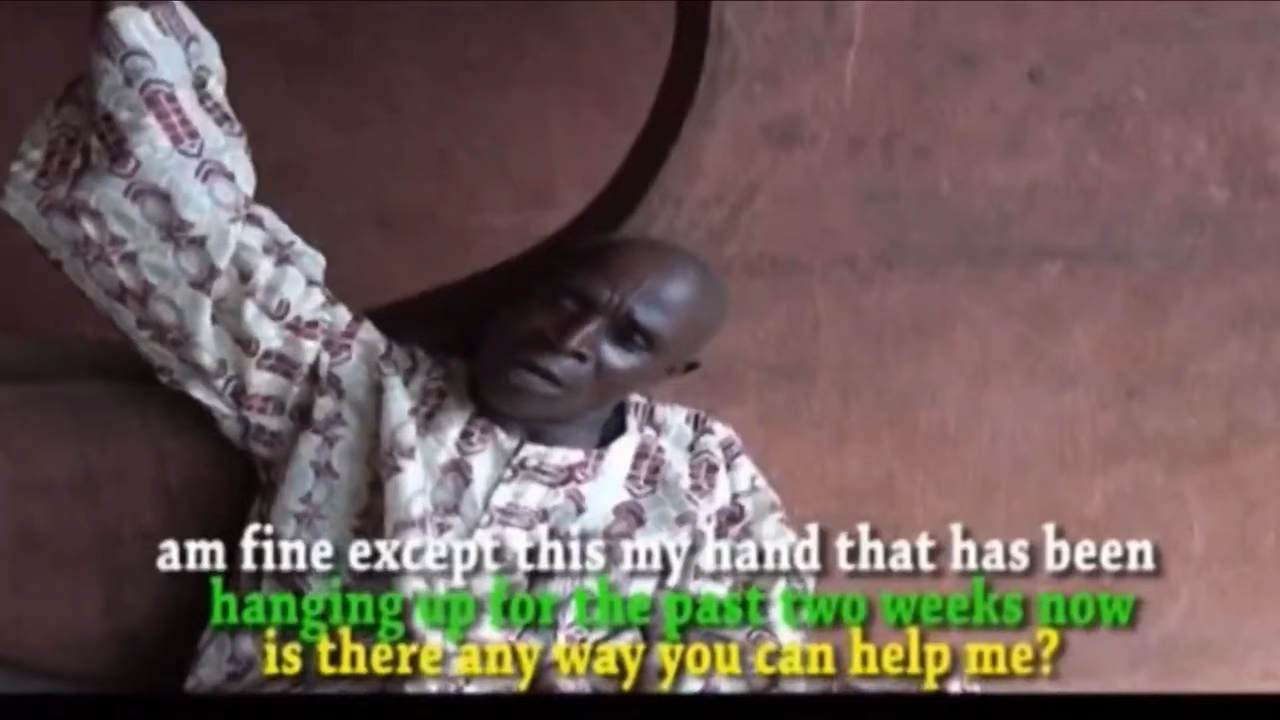 am fine except this my hand that has been
hanging up for the past two weeks now
is there any way you can help me?